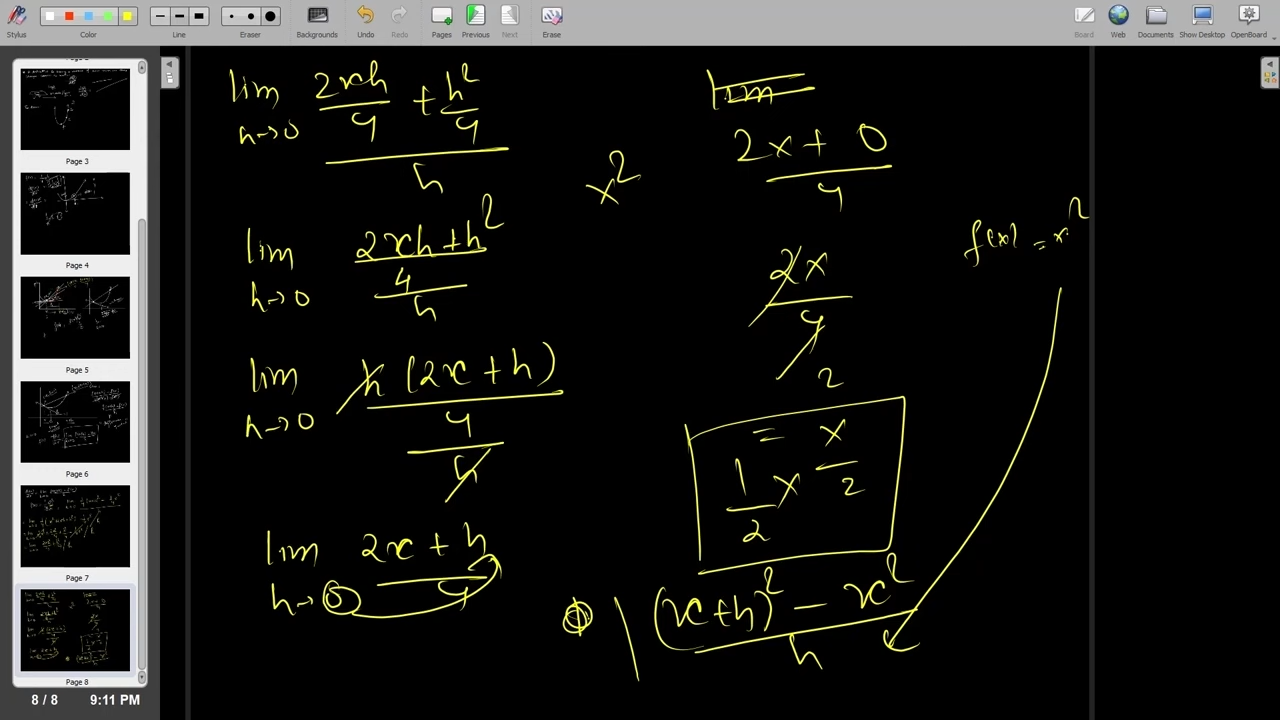 Stylus
Color
Line
Eraser
Backgrounds
Undo
Redo
Pages
Previous
Next
Erase
Board
Web
Documents
Show Desktop
OpenBoard
Page 3
Page 4
Page 5
Page 6
Page 7
Page 8
8 / 8
9:11 PM
lim h→0 (2xh/4 + h²/4)/h
lim h→0 ((2xh + h²)/4)/h
lim h→0 (h(2x + h)/4)/h
lim h→0 (2x + h)/4
x²
lim
(2x + 0)/4
2x/4
2
= x/2
1/2 x
((x+h)² − x²)/h
f(x) = x²